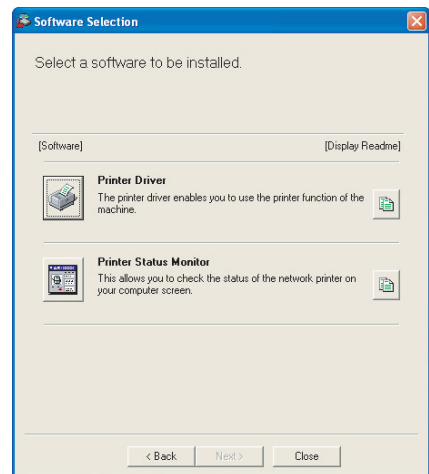 Software Selection
Select a software to be installed.
[Software] [Display Readme]
Printer Driver
The printer driver enables you to use the printer function of the
machine.
Printer Status Monitor
This allows you to check the status of the network printer on
your computer screen.
< Back Next > Close